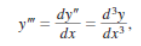 y''' = dy''/dx = d³y/dx³,